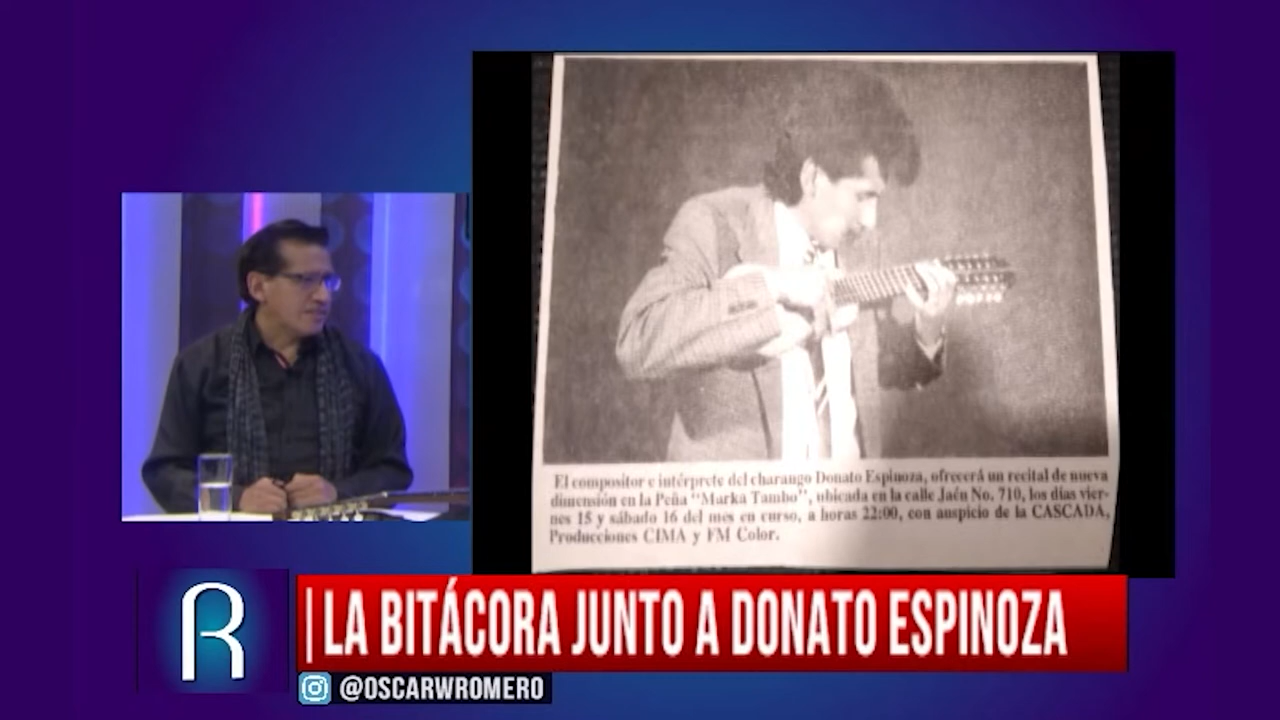 El compositor e intérprete del charango Donato Espinoza, ofrecerá un recital de nueva
dimensión en la Peña "Marka Tambo", ubicada en la calle Jaén No. 710, los días vier-
nes 15 y sábado 16 del mes en curso, a horas 22:00, con auspicio de la CASCADA,
Producciones CIMA y FM Color.
R
| LA BITÁCORA JUNTO A DONATO ESPINOZA
@OSCARWROMERO